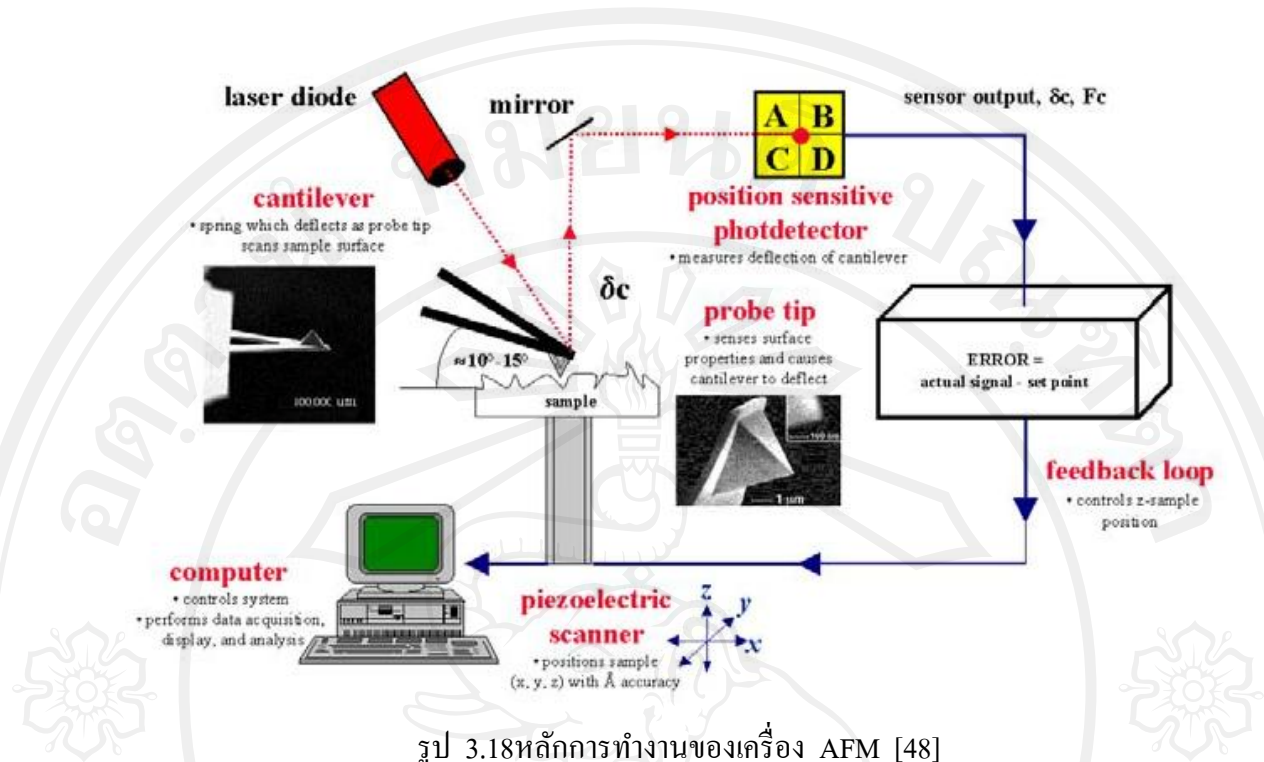 laser diode
mirror
A B
C D
sensor output, δc, Fc
cantilever
• spring which deflects as probe tip
scans sample surface
100.000 um
position sensitive
photdetector
• measures deflection of cantilever
δc
≈10°-15°
sample
probe tip
• senses surface
properties and causes
cantilever to deflect
1 μm
ERROR =
actual signal - set point
feedback loop
• controls z-sample
position
computer
• controls system
• performs data acquisition,
display, and analysis
piezoelectric
scanner
• positions sample
(x, y, z) with Å accuracy
z
y
x
รูป 3.18หลักการทำงานของเครื่อง AFM [48]